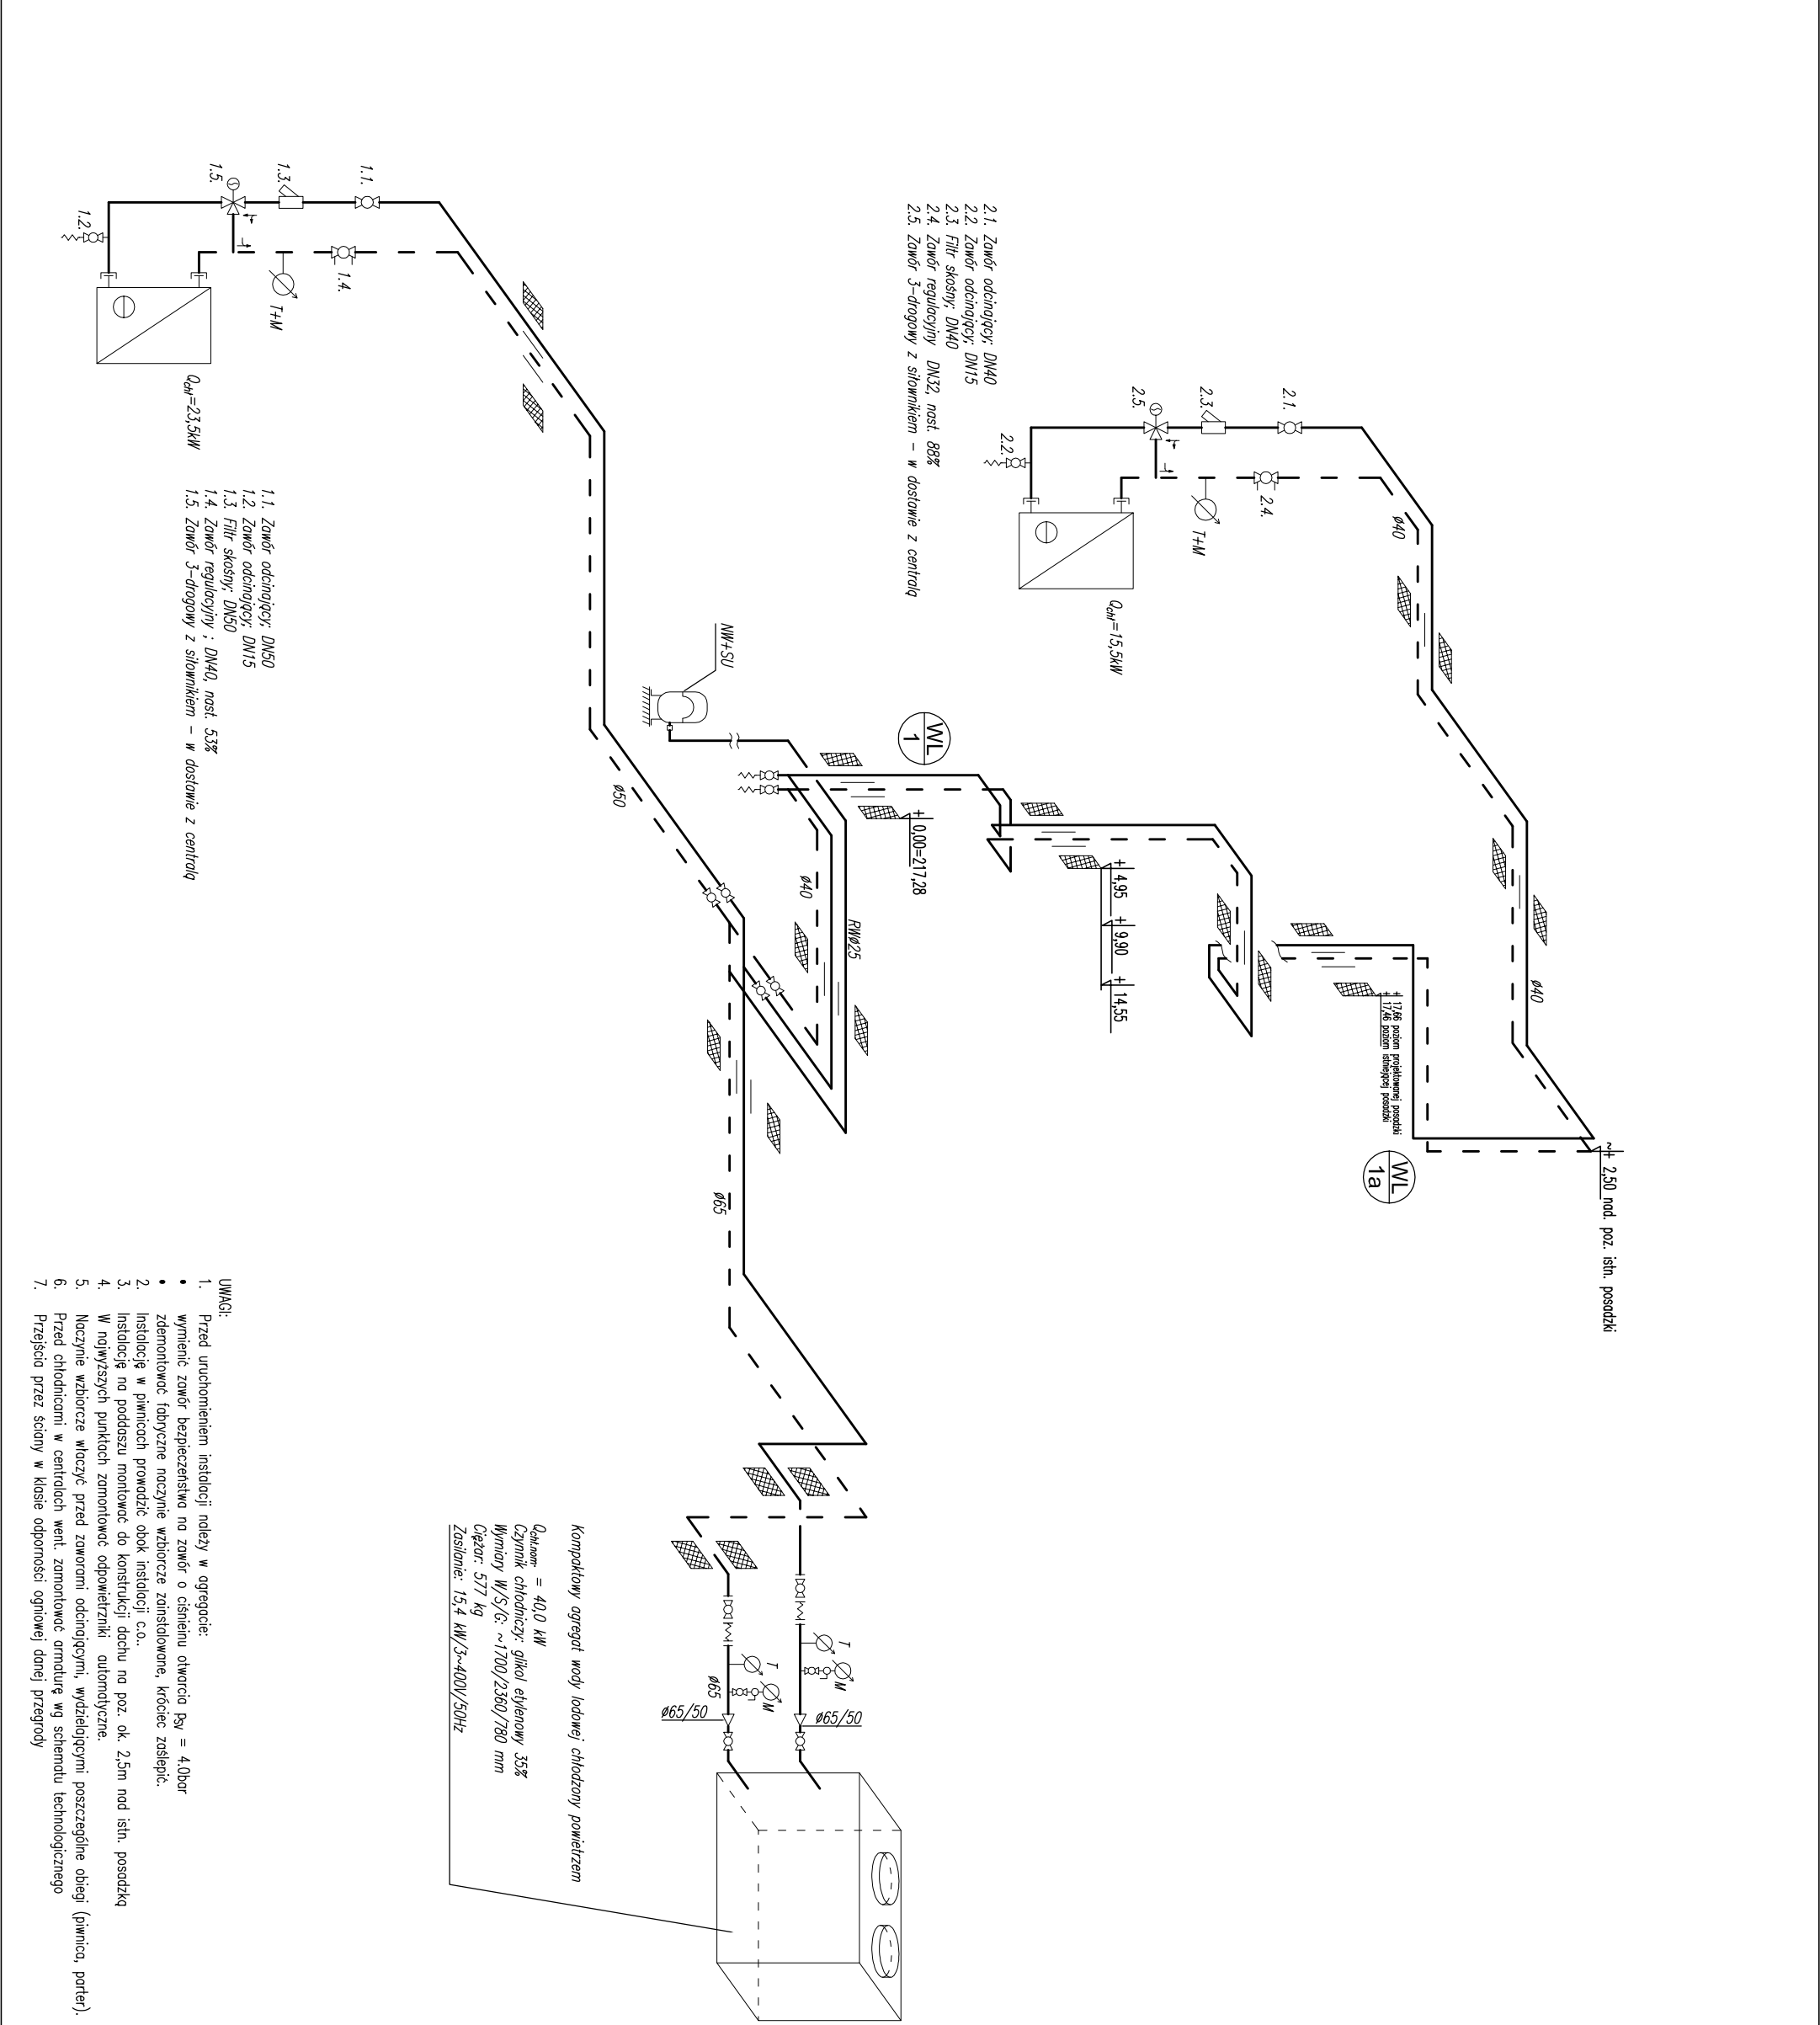 ~+ 2,50 nad. poz. istn. posadzki
ø40
WL
1a
+ 17,66 poziom projektowanej posadzki
+ 17,46 poziom istniejącej posadzki
ø40
2.1.
2.3.
2.5.
2.4.
T+M
2.2.
Qchł=15,5kW
+ 4,95
+ 9,90
+ 14,55
2.1. Zawór odcinający; DN40
2.2. Zawór odcinający; DN15
2.3. Filtr skośny; DN40
2.4. Zawór regulacyjny DN32, nast. 88%
2.5. Zawór 3-drogowy z siłownikiem - w dostawie z centralą
WL
1
+ 0,00=217,28
RWø25
ø40
NW+SU
ø65
ø50
Kompaktowy agregat wody lodowej chłodzony powietrzem
Qchł.nom. = 40,0 kW
Czynnik chłodniczy: glikol etylenowy 35%
Wymiary W/S/G: ~1700/2360/780 mm
Ciężar: 577 kg
Zasilanie: 15,4 kW/3~400V/50Hz
T
M
ø65/50
T
M
ø65
ø65/50
1.1.
1.3.
1.5.
1.4.
T+M
1.2.
Qchł=23,5kW
1.1. Zawór odcinający; DN50
1.2. Zawór odcinający; DN15
1.3. Filtr skośny; DN50
1.4. Zawór regulacyjny ; DN40, nast. 53%
1.5. Zawór 3-drogowy z siłownikiem - w dostawie z centralą
UWAGI:
1. Przed uruchomieniem instalacji należy w agregacie:
• wymienić zawór bezpieczeństwa na zawór o ciśnieinu otwarcia Psv = 4.0bar
• zdemontować fabryczne naczynie wzbiorcze zainstalowane, króciec zaślepić.
2. Instalację w piwnicach prowadzić obok instalacji c.o..
3. Instalację na poddaszu montować do konstrukcji dachu na poz. ok. 2,5m nad istn. posadzką
4. W najwyższych punktach zamontować odpowietrzniki automatyczne.
5. Naczynie wzbiorcze włączyć przed zaworami odcinającymi, wydzielającymi poszczególne obiegi (piwnica, parter).
6. Przed chłodnicami w centralach went. zamontować armaturę wg schematu technologicznego
7. Przejścia przez ściany w klasie odporności ogniowej danej przegrody